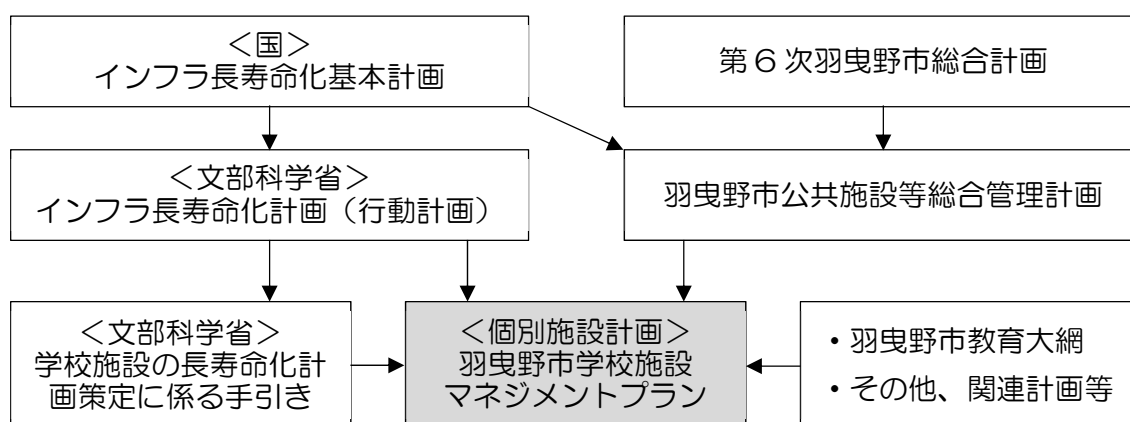 ＜国＞
インフラ長寿命化基本計画
第６次羽曳野市総合計画
＜文部科学省＞
インフラ長寿命化計画（行動計画）
羽曳野市公共施設等総合管理計画
＜文部科学省＞
学校施設の長寿命化計
画策定に係る手引き
＜個別施設計画＞
羽曳野市学校施設
マネジメントプラン
・羽曳野市教育大綱
・その他、関連計画等